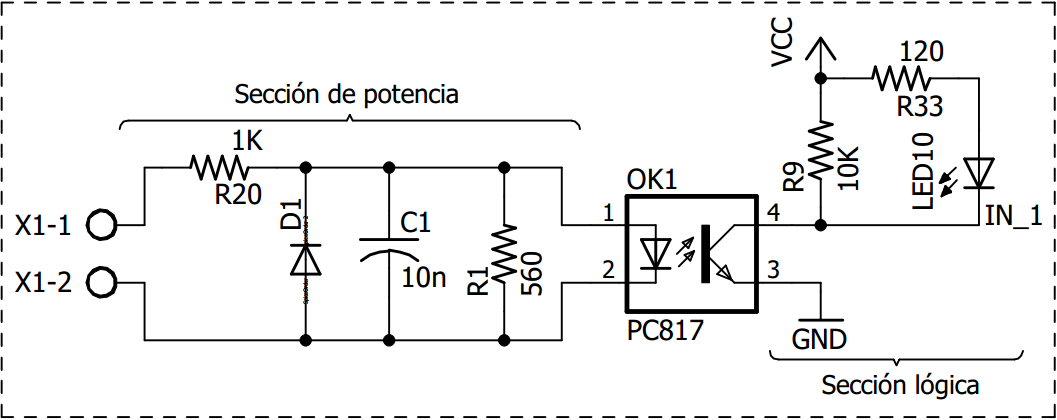 Sección de potencia
1K
R20
X1-1
X1-2
D1
C1
10n
R1
560
OK1
1
2
4
3
PC817
VCC
120
R33
R9
10K
LED10
IN_1
GND
Sección lógica